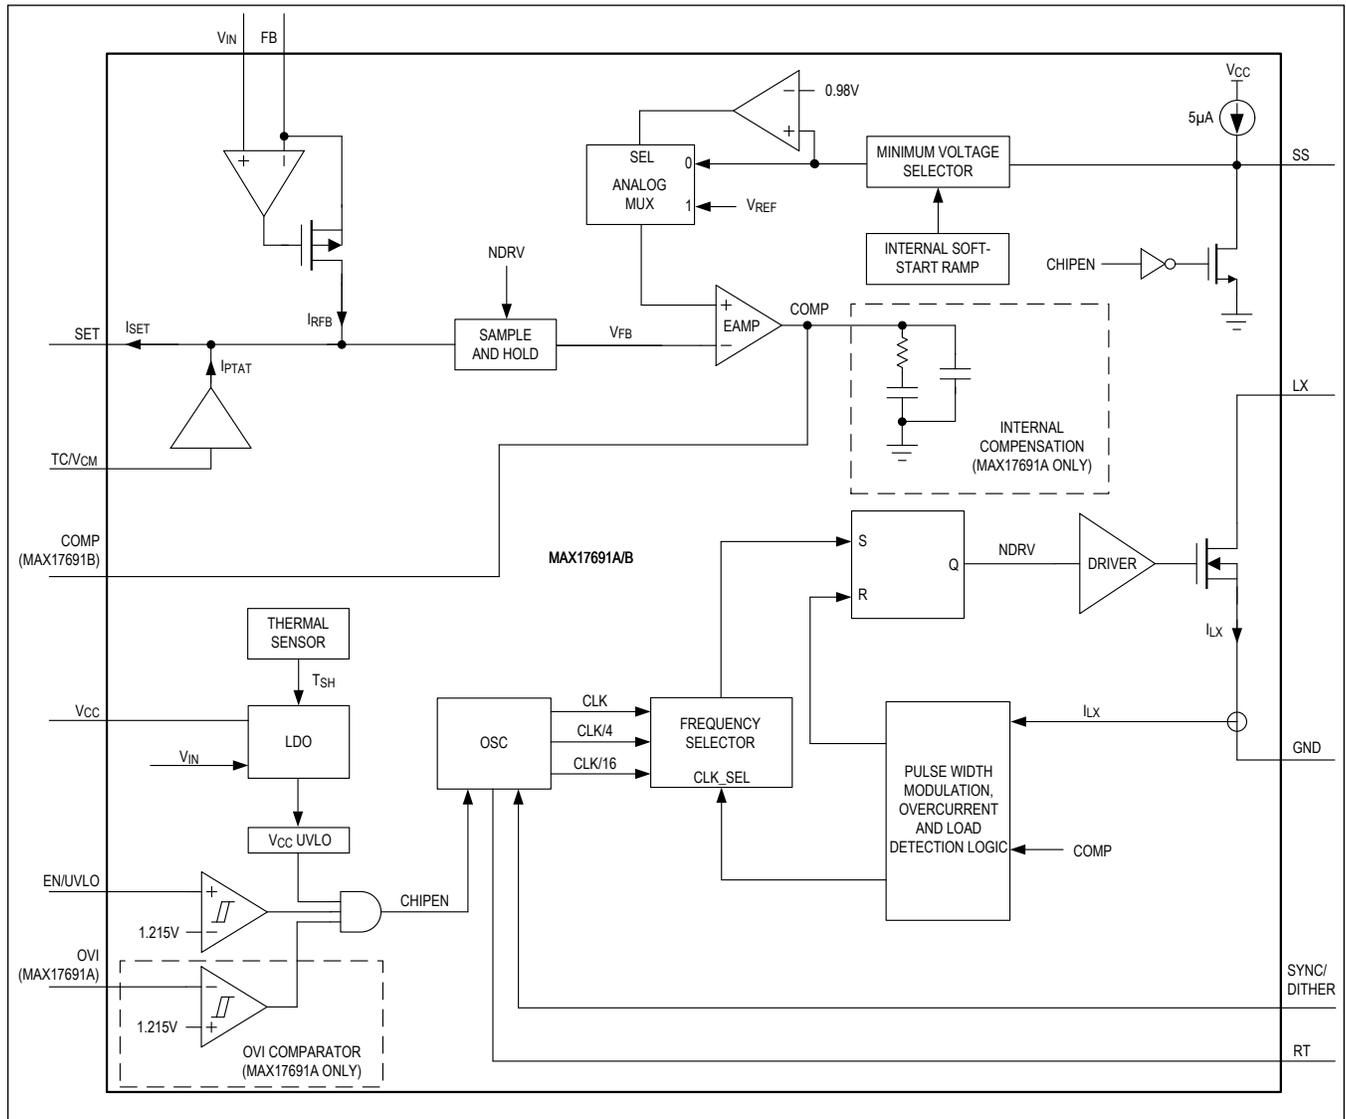 VIN
FB
VCC
− 0.98V
5µA
+
SEL
0
MINIMUM VOLTAGE
SELECTOR
SS
+ −
ANALOG
MUX
1
VREF
NDRV
INTERNAL SOFT-
START RAMP
CHIPEN
IRFB
COMP
+
EAMP
−
SET
ISET
SAMPLE
AND HOLD
VFB
IPTAT
LX
INTERNAL
COMPENSATION
(MAX17691A ONLY)
TC/VCM
COMP
(MAX17691B)
MAX17691A/B
S
Q
R
NDRV
DRIVER
THERMAL
SENSOR
ILX
TSH
VCC
LDO
VIN
OSC
CLK
CLK/4
CLK/16
FREQUENCY
SELECTOR
CLK_SEL
ILX
GND
PULSE WIDTH
MODULATION,
OVERCURRENT
AND LOAD
DETECTION LOGIC
COMP
VCC UVLO
EN/UVLO
+
1.215V −
CHIPEN
OVI
(MAX17691A)
−
1.215V +
OVI COMPARATOR
(MAX17691A ONLY)
SYNC/
DITHER
RT